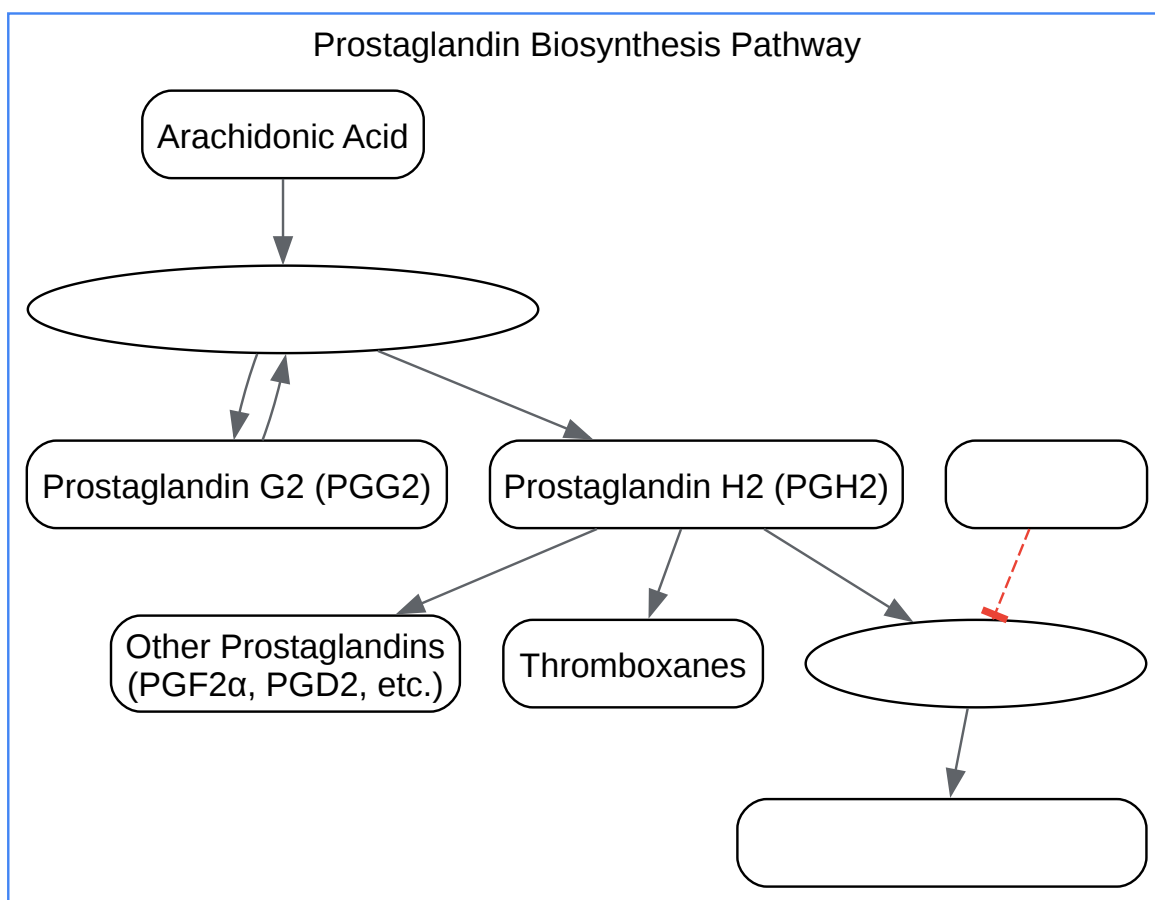 Prostaglandin Biosynthesis Pathway
Arachidonic Acid
Prostaglandin G2 (PGG2)
Prostaglandin H2 (PGH2)
Other Prostaglandins
(PGF2α, PGD2, etc.)
Thromboxanes